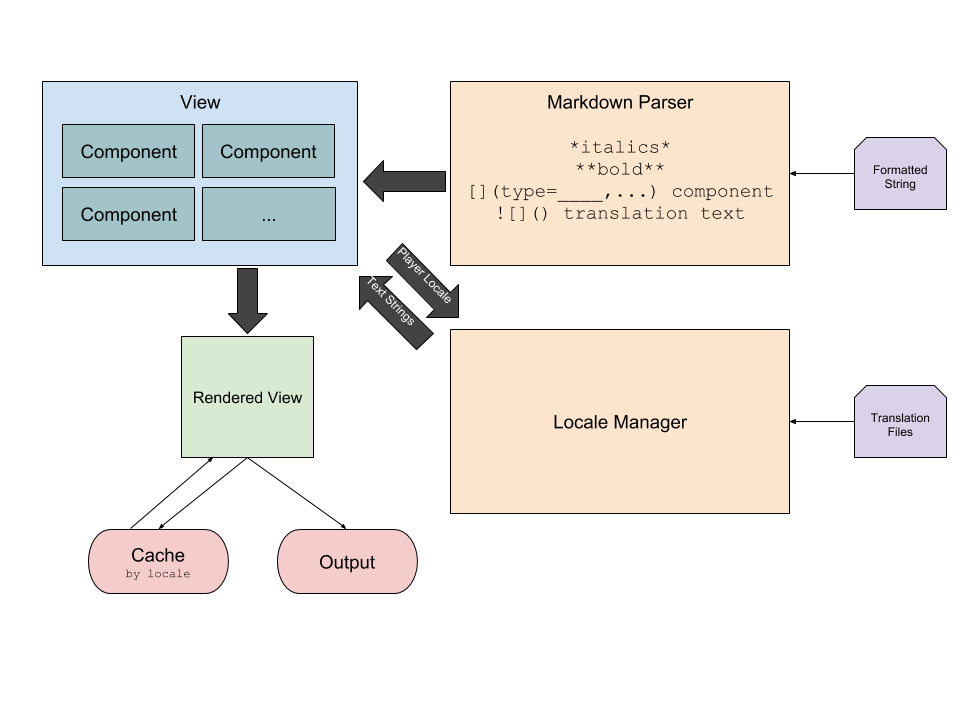 View
Component
Component
Component
...
Markdown Parser
*italics*
**bold**
[](type=____,...) component
![]() translation text
Formatted
String
Player Locale
Text Strings
Rendered View
Locale Manager
Translation
Files
Cache
by locale
Output